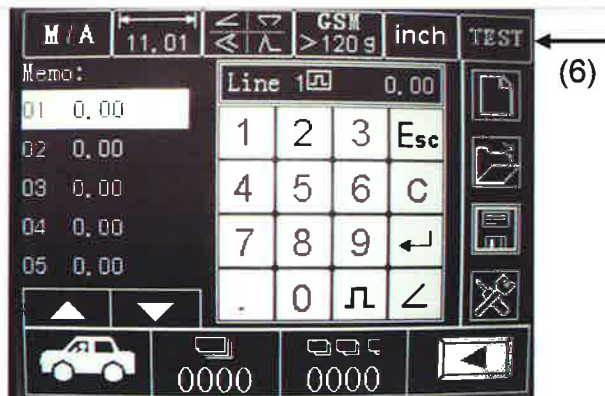 M/A 11.01 GSM >120g inch TEST
(6)
Memo:
Line 1 0.00
01 0.00
02 0.00
03 0.00
04 0.00
05 0.00
1 2 3 Esc
4 5 6 C
7 8 9
. 0
0000 0000